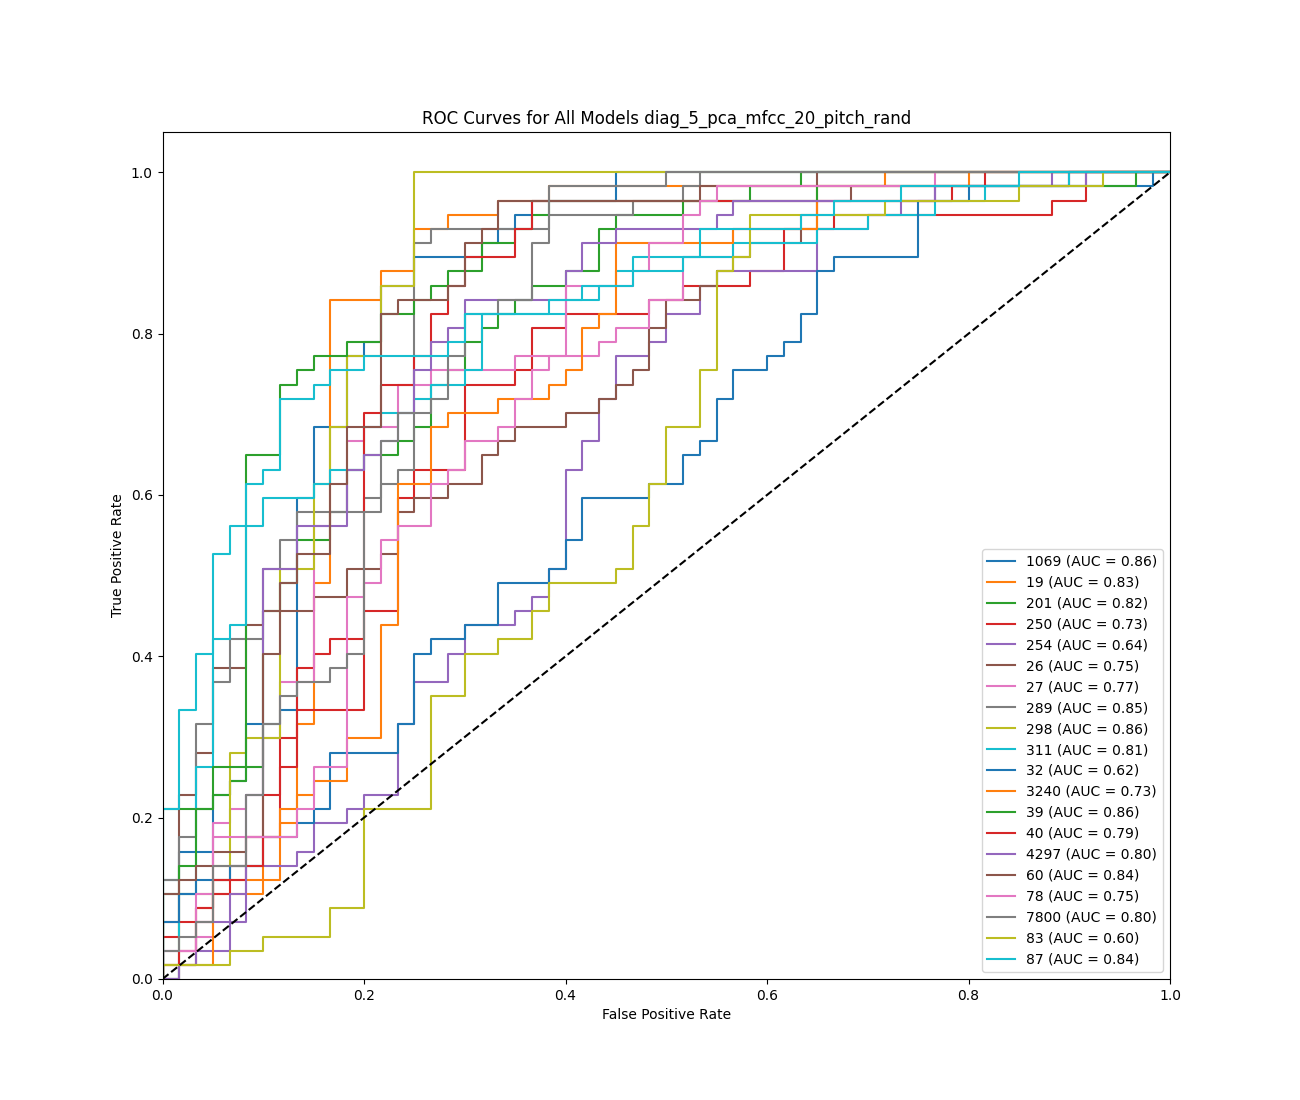 ROC Curves for All Models diag_5_pca_mfcc_20_pitch_rand
True Positive Rate
1.0
0.8
0.6
0.4
0.2
0.0
0.0 0.2 0.4 0.6 0.8 1.0
False Positive Rate
1069 (AUC = 0.86)
19 (AUC = 0.83)
201 (AUC = 0.82)
250 (AUC = 0.73)
254 (AUC = 0.64)
26 (AUC = 0.75)
27 (AUC = 0.77)
289 (AUC = 0.85)
298 (AUC = 0.86)
311 (AUC = 0.81)
32 (AUC = 0.62)
3240 (AUC = 0.73)
39 (AUC = 0.86)
40 (AUC = 0.79)
4297 (AUC = 0.80)
60 (AUC = 0.84)
78 (AUC = 0.75)
7800 (AUC = 0.80)
83 (AUC = 0.60)
87 (AUC = 0.84)